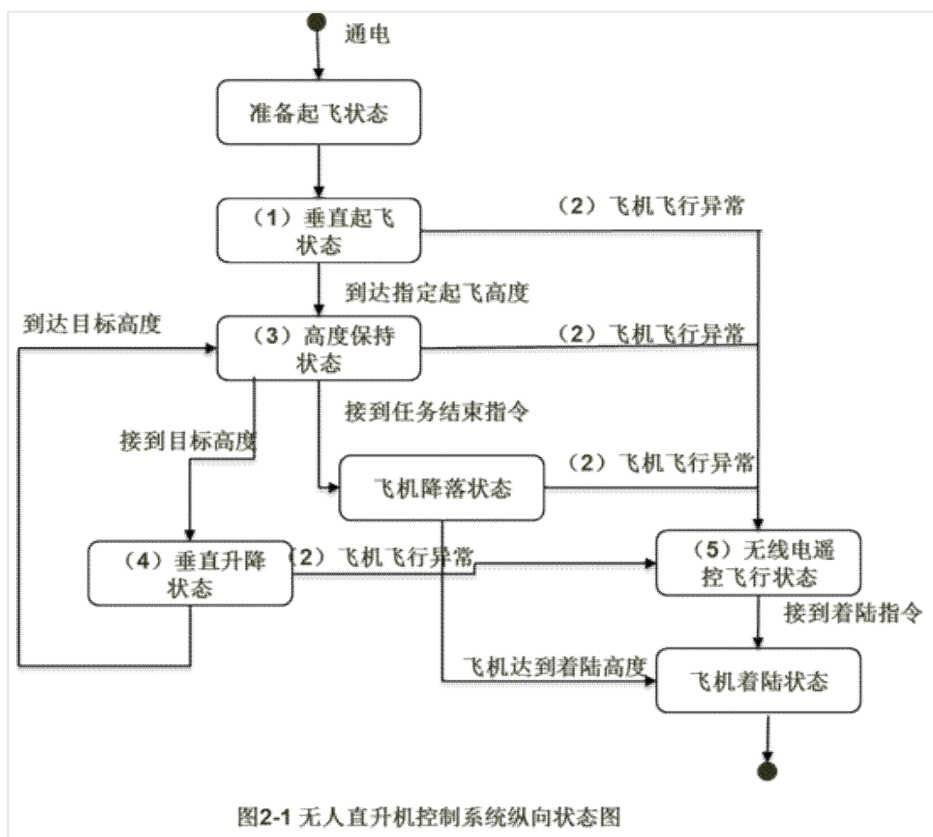 通电
准备起飞状态
(2)飞机飞行异常
(1)垂直起飞
状态
到达指定起飞高度
到达目标高度
(2)飞机飞行异常
(3)高度保持
状态
接到任务结束指令
接到目标高度
(2)飞机飞行异常
飞机降落状态
(4)垂直升降
状态
(2)飞机飞行异常
(5)无线电遥
控飞行状态
接到着陆指令
飞机达到着陆高度
飞机着陆状态
图2-1 无人直升机控制系统纵向状态图